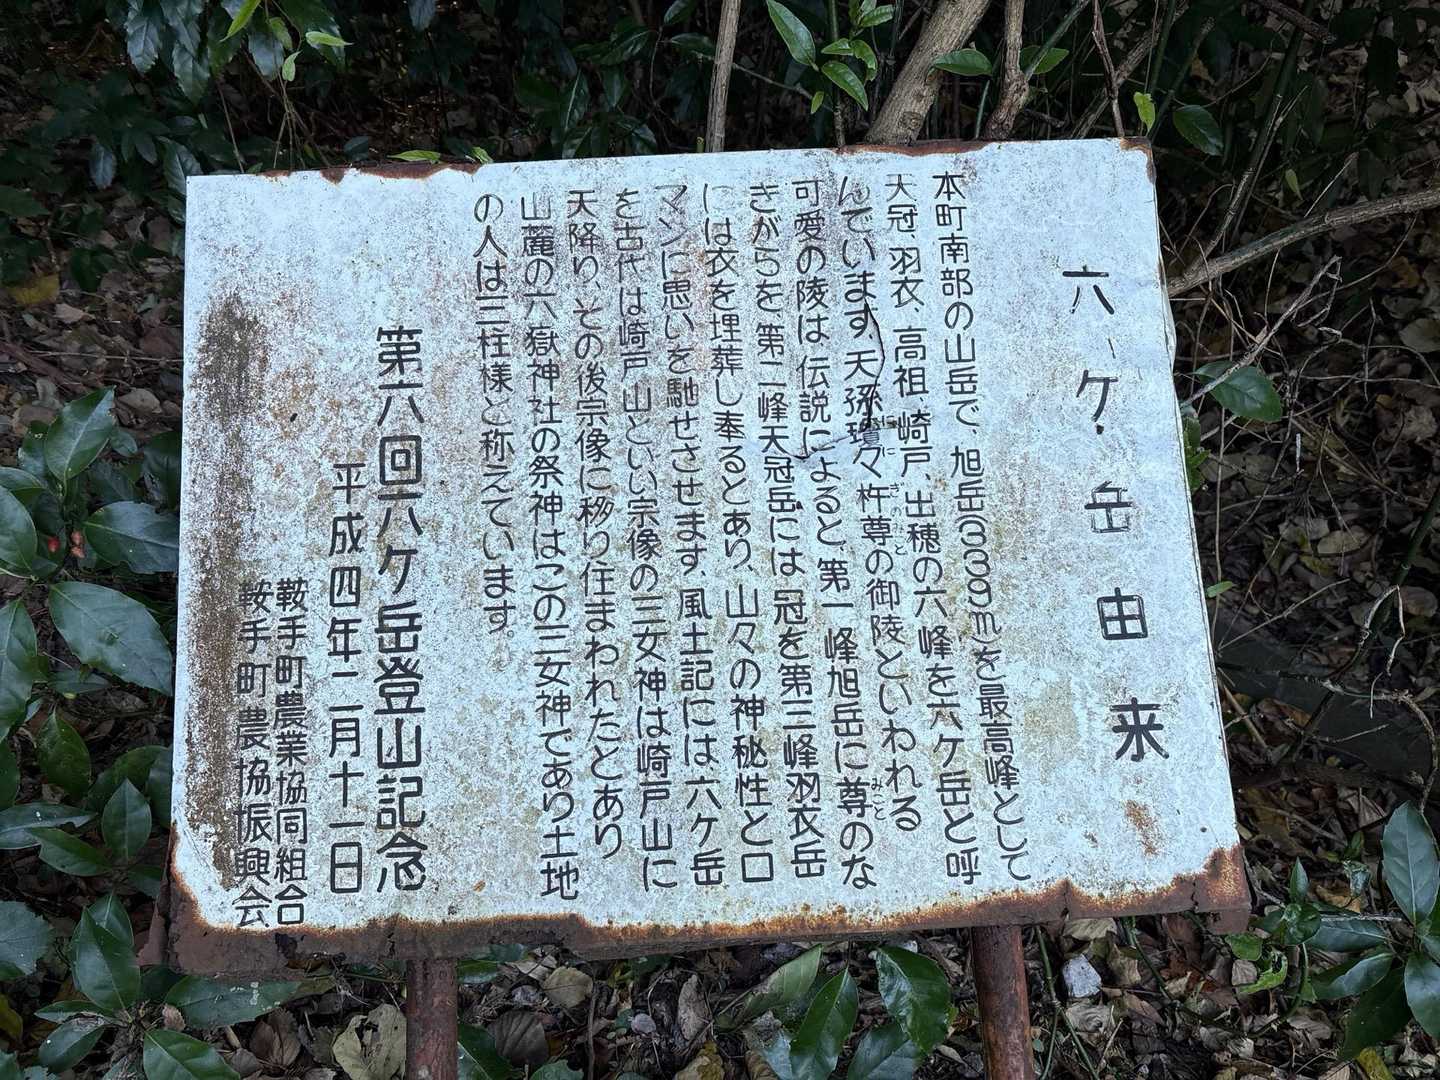 六ケ岳由来
本町南部の山岳で、旭岳(339m)を最高峰として
天冠、羽衣、高祖、崎戸、出穂の六峰を六ケ岳と呼
んでいます。天孫瓊々杵尊の御陵といわれる
にに きのみと みこと
可愛の陵は伝説によると、第一峰旭岳に尊のな
きがらを第二峰天冠岳には冠を第三峰羽衣岳
には衣を埋葬し奉るとあり、山々の神秘性とロ
マンに思いを馳せさせます。風土記には六ケ岳
を古代は崎戸山といい宗像の三女神は崎戸山に
天降り、その後宗像に移り住まわれたとあり
山麓の六嶽神社の祭神はこの三女神であり土地
の人は三柱様と称えています。
第六回六ケ岳登山記念
平成四年二月十一日
鞍手町農業協同組合
鞍手町農協振興会